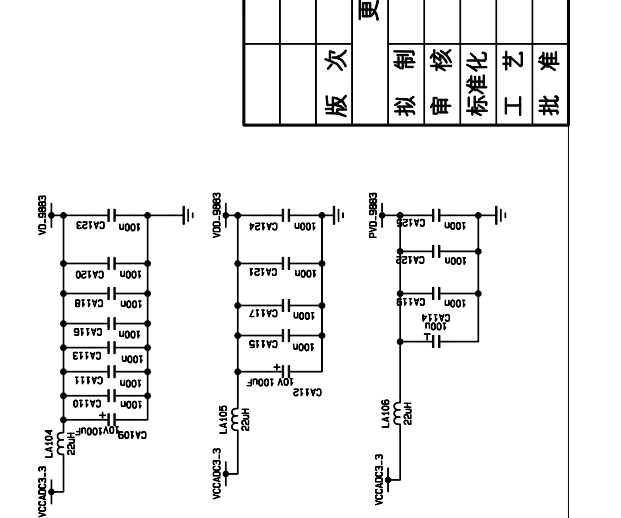 更
版 次
拟 制
审 核
标准化
工 艺
批 准
VD_9883
CA123
100n
CA120
100n
CA118
100n
CA116
100n
CA113
100n
CA111
100n
CA110
100n
10V100uF
CA109
LA104
22uH
VCCADC3_3
VDD_9883
CA124
100n
CA121
100n
CA117
100n
CA115
100n
10V 100uF
CA112
LA105
22uH
VCCADC3_3
PVD_9883
CA125
100n
CA122
100n
CA119
100n
CA114
100u
LA106
22uH
VCCADC3_3